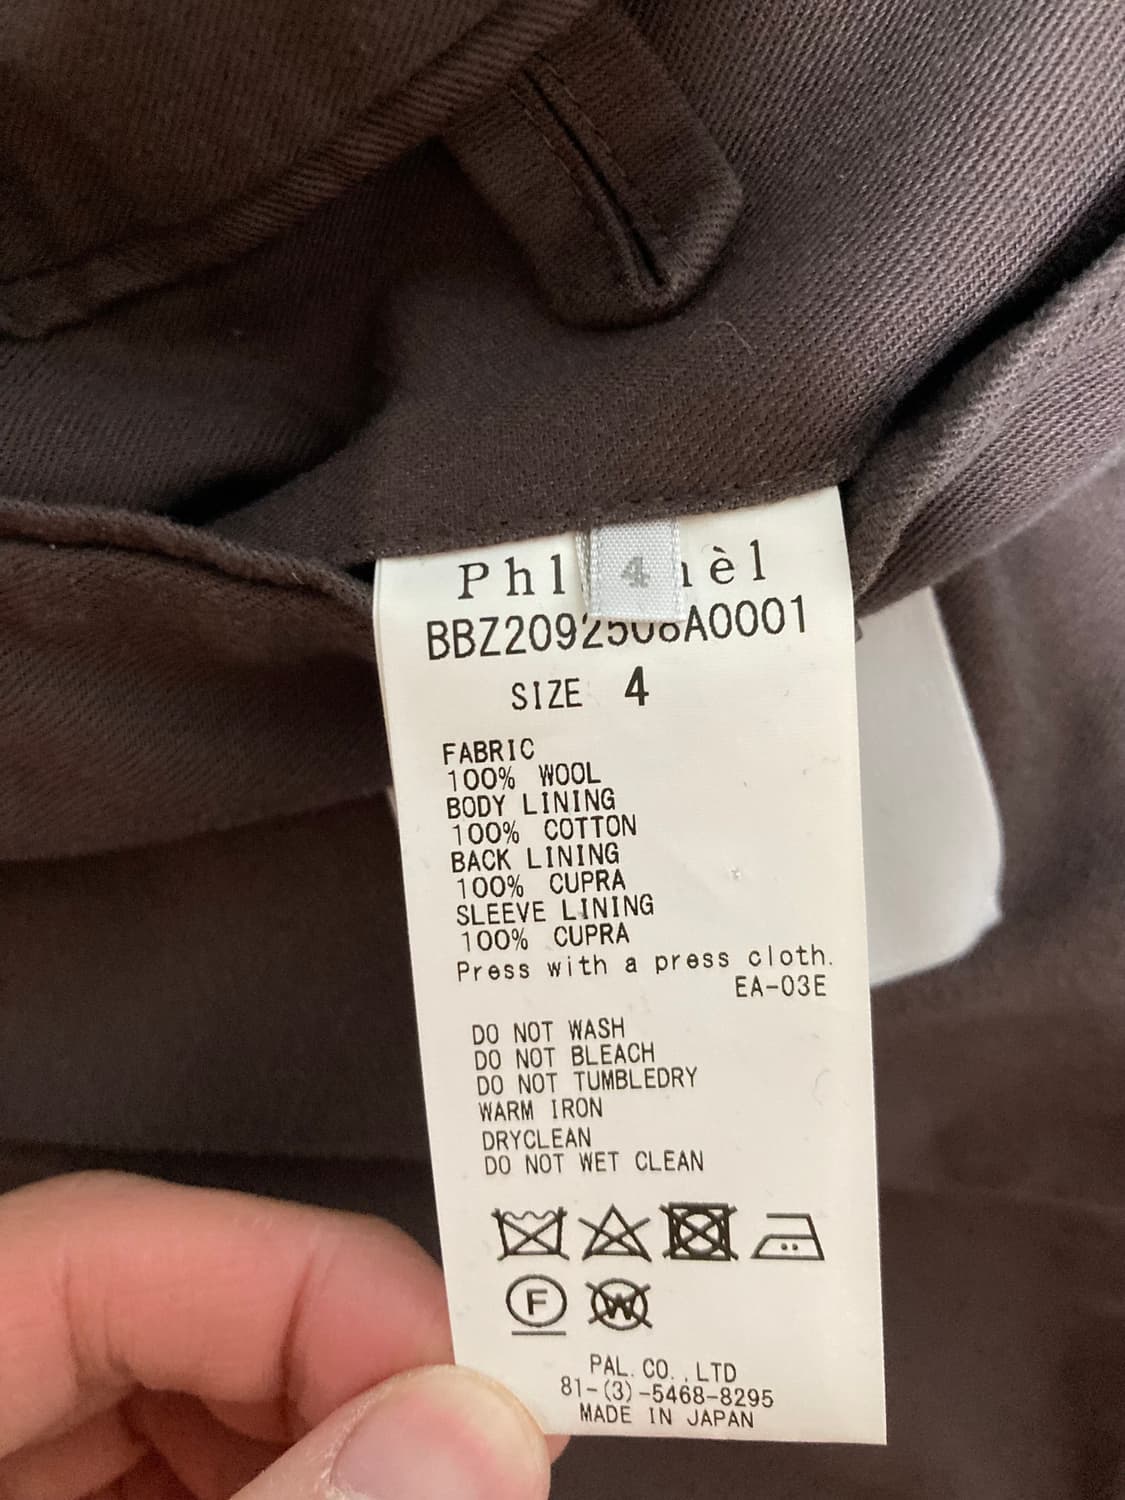 Phl 4 èl
BBZ2092508A0001
SIZE 4
FABRIC
100% WOOL
BODY LINING
100% COTTON
BACK LINING
100% CUPRA
SLEEVE LINING
100% CUPRA
Press with a press cloth.
EA-03E
DO NOT WASH
DO NOT BLEACH
DO NOT TUMBLEDRY
WARM IRON
DRYCLEAN
DO NOT WET CLEAN
F W
PAL. CO., LTD
81-(3)-5468-8295
MADE IN JAPAN